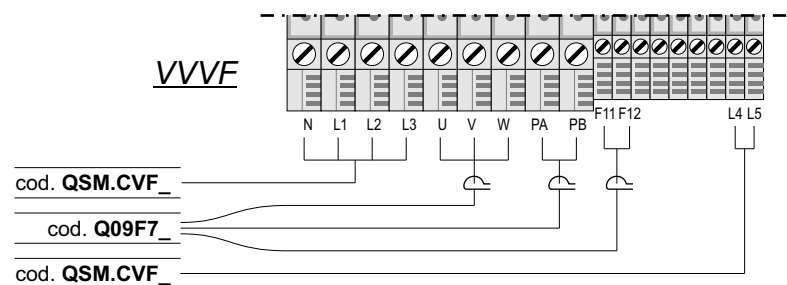 VVVF
N L1 L2 L3 U V W PA PB F11 F12 L4 L5
cod. QSM.CVF_
cod. Q09F7_
cod. QSM.CVF_